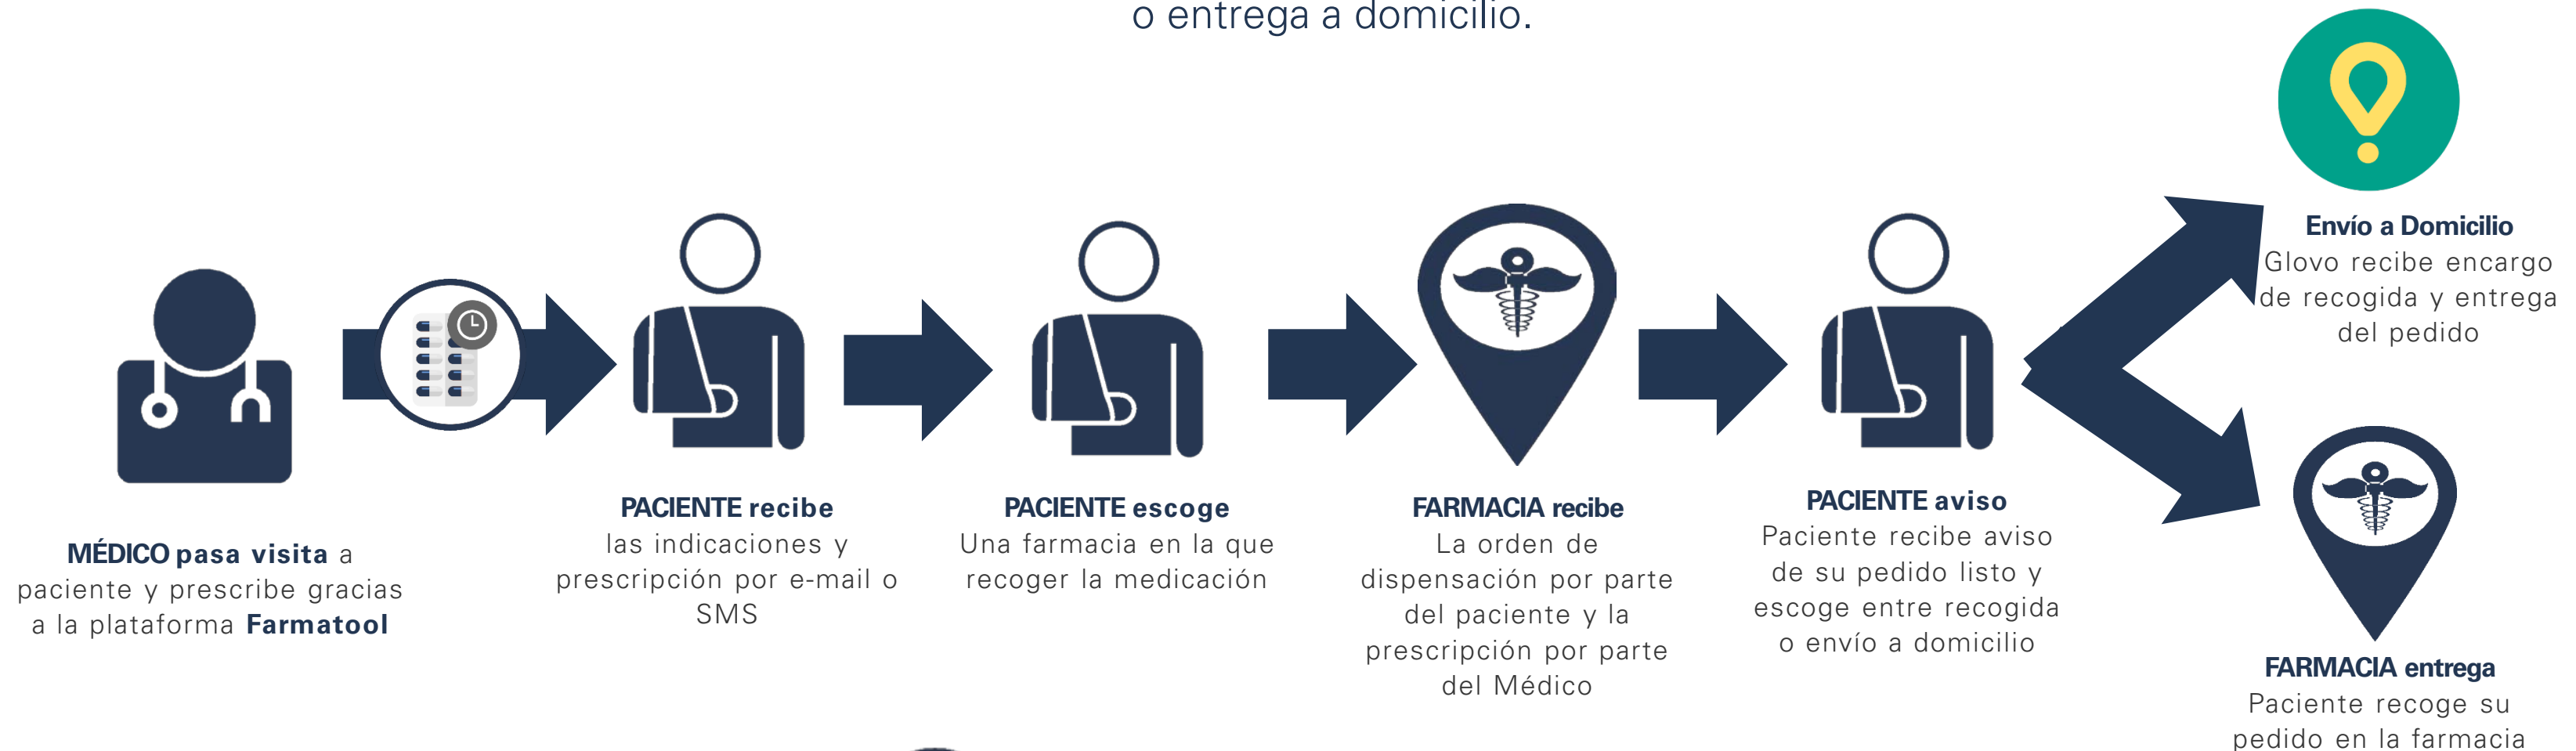 o entrega a domicilio.
MÉDICO pasa visita a
paciente y prescribe gracias
a la plataforma Farmatool
PACIENTE recibe
las indicaciones y
prescripción por e-mail o
SMS
PACIENTE escoge
Una farmacia en la que
recoger la medicación
FARMACIA recibe
La orden de
dispensación por parte
del paciente y la
prescripción por parte
del Médico
PACIENTE aviso
Paciente recibe aviso
de su pedido listo y
escoge entre recogida
o envío a domicilio
Envío a Domicilio
Glovo recibe encargo
de recogida y entrega
del pedido
FARMACIA entrega
Paciente recoge su
pedido en la farmacia